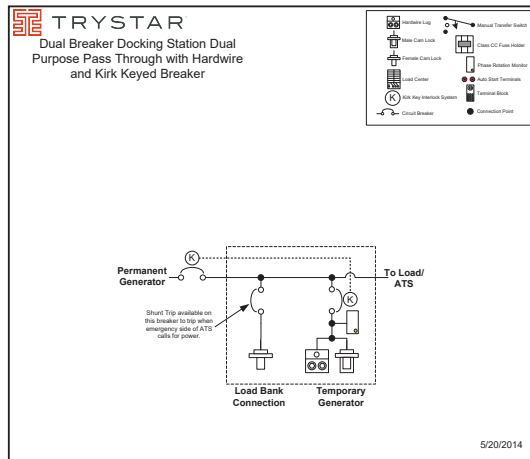 TRYSTAR
Dual Breaker Docking Station Dual
Purpose Pass Through with Hardwire
and Kirk Keyed Breaker
Hardwire Lug
Male Cam Lock
Female Cam Lock
Load Center
K
Kirk Key Interlock System
Circuit Breaker
Manual Transfer Switch
Class CC Fuse Holder
Phase Rotation Monitor
Auto Start Terminals
Terminal Block
Connection Point
K
Permanent
Generator
To Load/
ATS
K
Shunt Trip available on
this breaker to trip when
emergency side of ATS
calls for power.
Load Bank
Connection
Temporary
Generator
5/20/2014